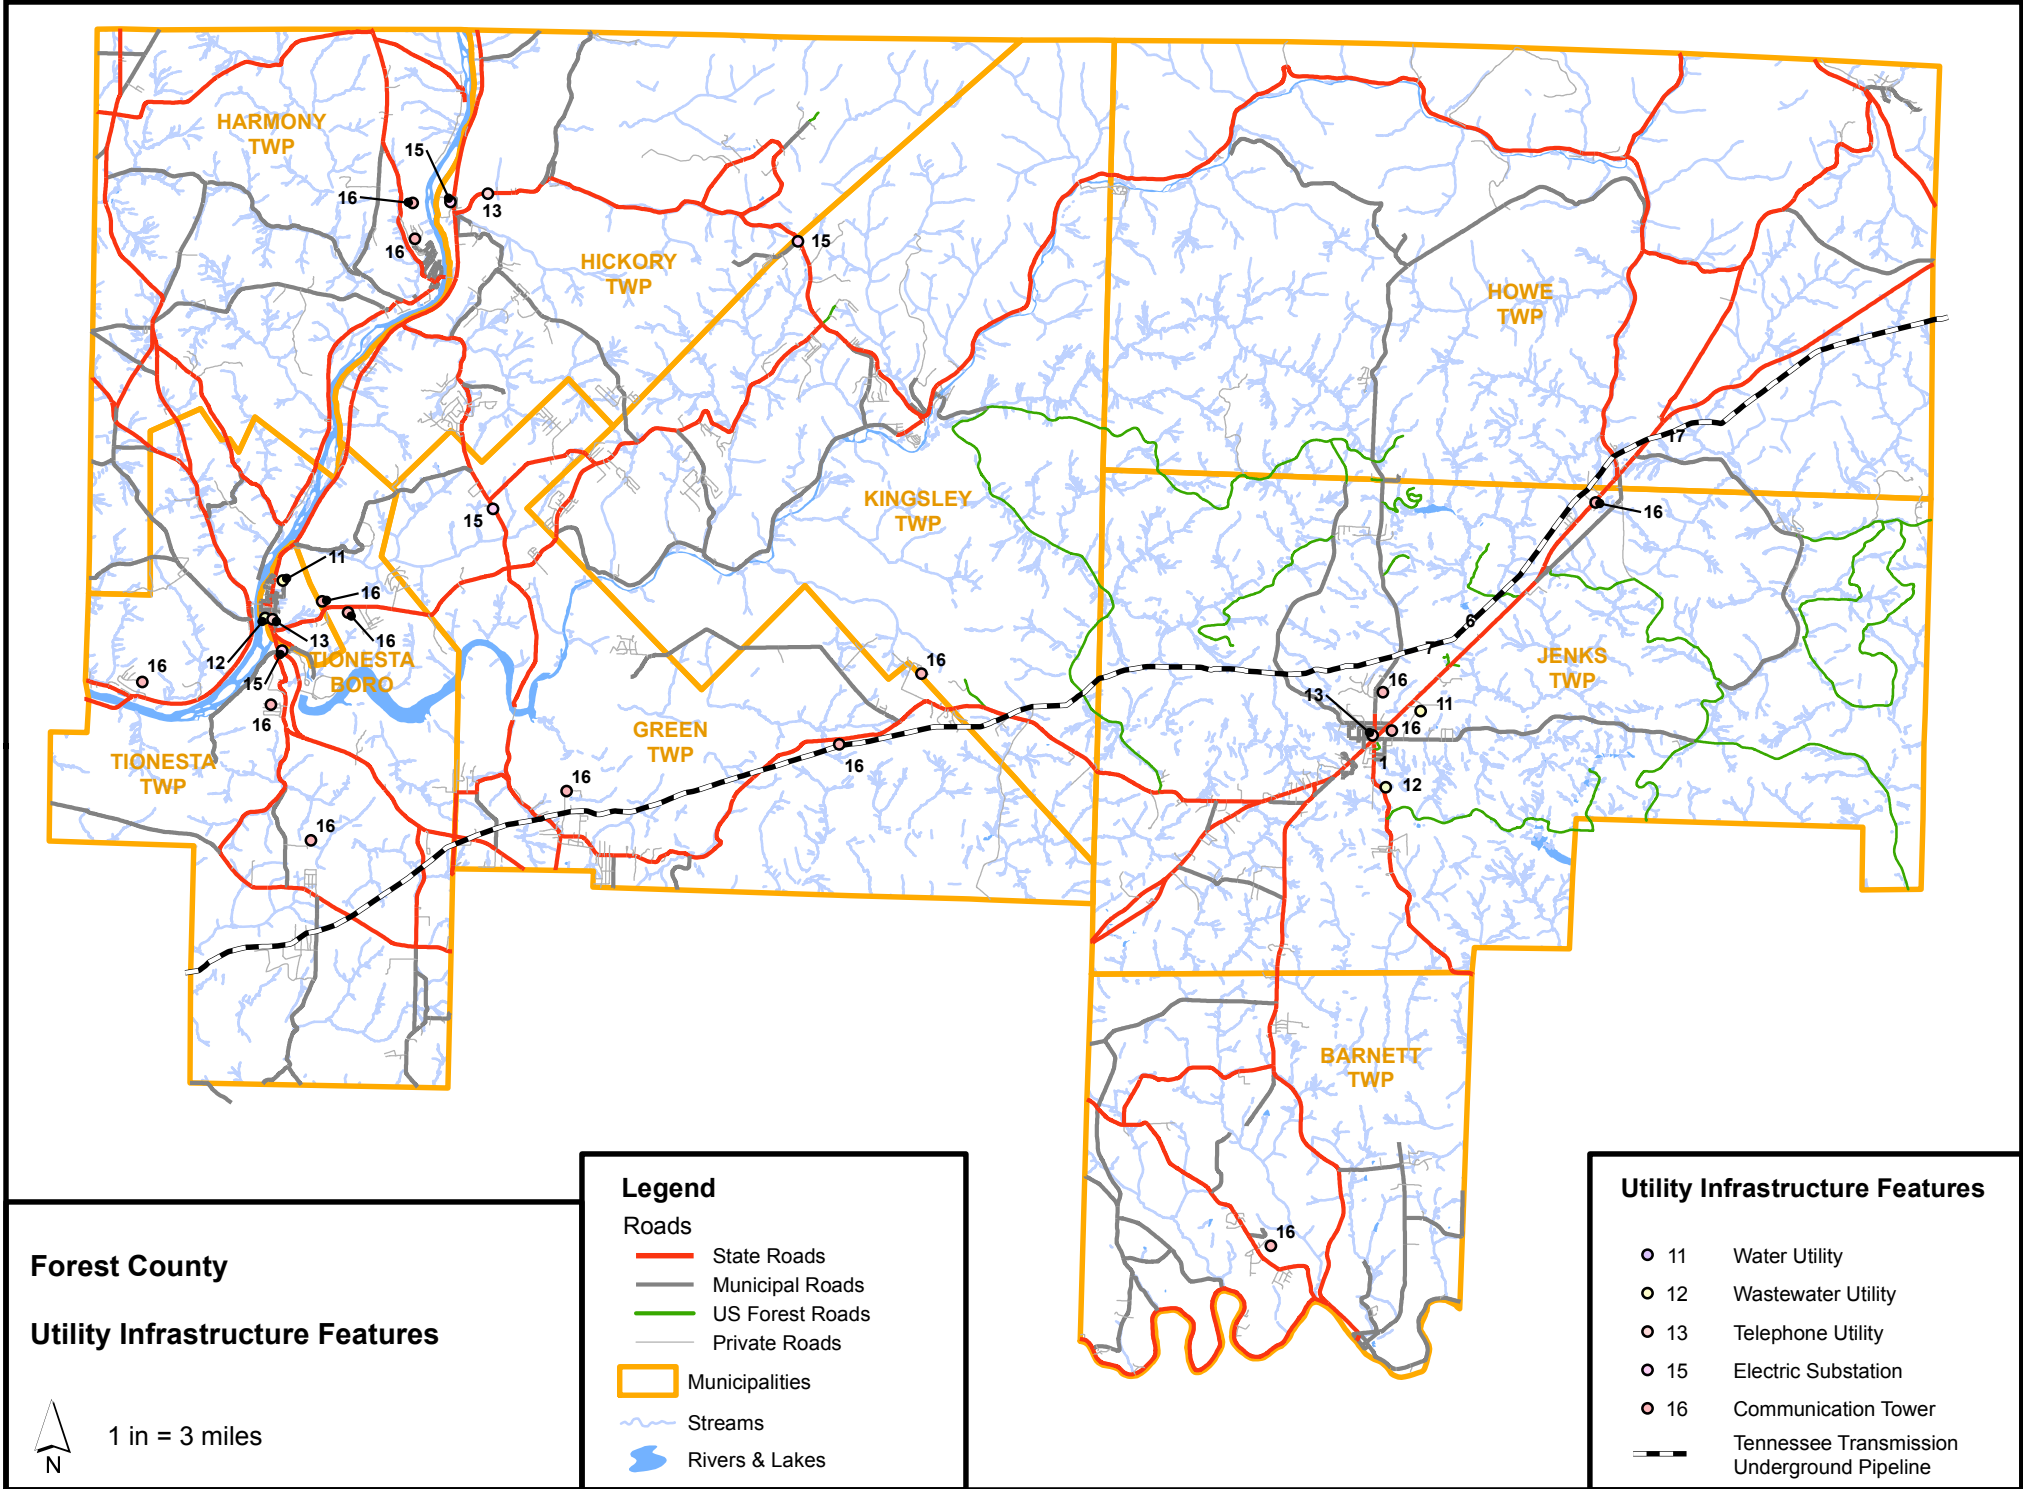 HARMONY
TWP
15
16
13
16
15
HICKORY
TWP
HOWE
TWP
17
KINGSLEY
TWP
15
16
11
16
6
12
13
16
7
JENKS
TWP
TIONESTA
BORO
16
15
16
16
13
11
16
16
GREEN
TWP
1
TIONESTA
TWP
16
16
12
16
BARNETT
TWP
16
Forest County
Utility Infrastructure Features
1 in = 3 miles
N
Legend
Roads
State Roads
Municipal Roads
US Forest Roads
Private Roads
Municipalities
Streams
Rivers & Lakes
Utility Infrastructure Features
11 Water Utility
12 Wastewater Utility
13 Telephone Utility
15 Electric Substation
16 Communication Tower
Tennessee Transmission
Underground Pipeline